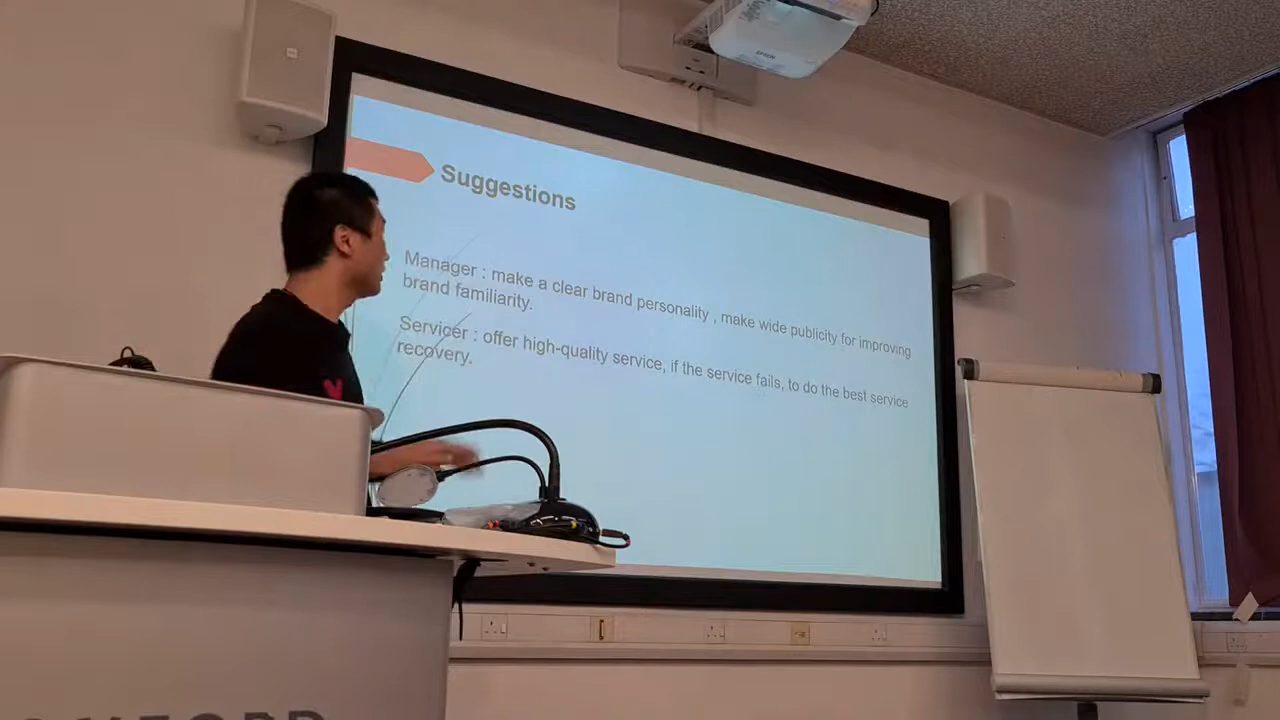 EPSON
Suggestions
Manager : make a clear brand personality , make wide publicity for improving
brand familiarity.
Servicer : offer high-quality service, if the service fails, to do the best service
recovery.